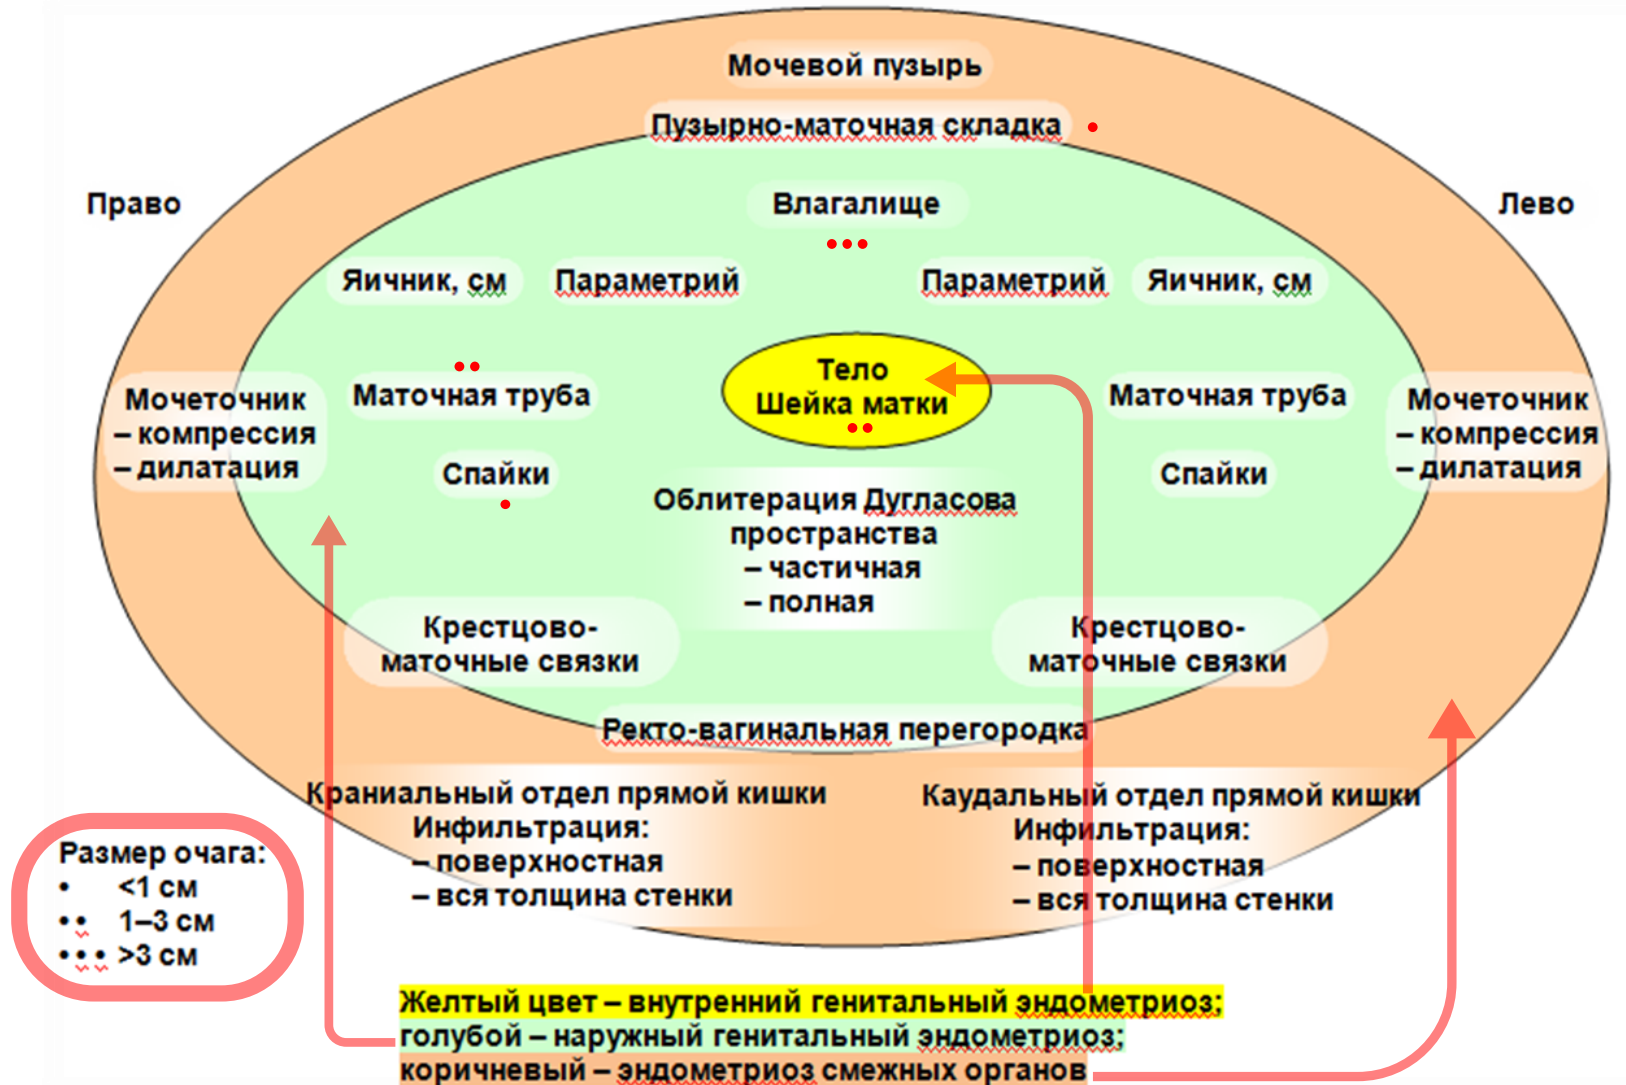 Мочевой пузырь
Пузырно-маточная складка
Право
Влагалище
Лево
Яичник, см
Параметрий
Параметрий
Яичник, см
Тело
Шейка матки
Маточная труба
Маточная труба
Мочеточник
– компрессия
– дилатация
Мочеточник
– компрессия
– дилатация
Спайки
Спайки
Облитерация Дугласова
пространства
– частичная
– полная
Крестцово-
маточные связки
Крестцово-
маточные связки
Ректо-вагинальная перегородка
Краниальный отдел прямой кишки
Инфильтрация:
– поверхностная
– вся толщина стенки
Каудальный отдел прямой кишки
Инфильтрация:
– поверхностная
– вся толщина стенки
Размер очага:
• <1 см
•• 1–3 см
••• >3 см
Желтый цвет – внутренний генитальный эндометриоз;
голубой – наружный генитальный эндометриоз;
коричневый – эндометриоз смежных органов